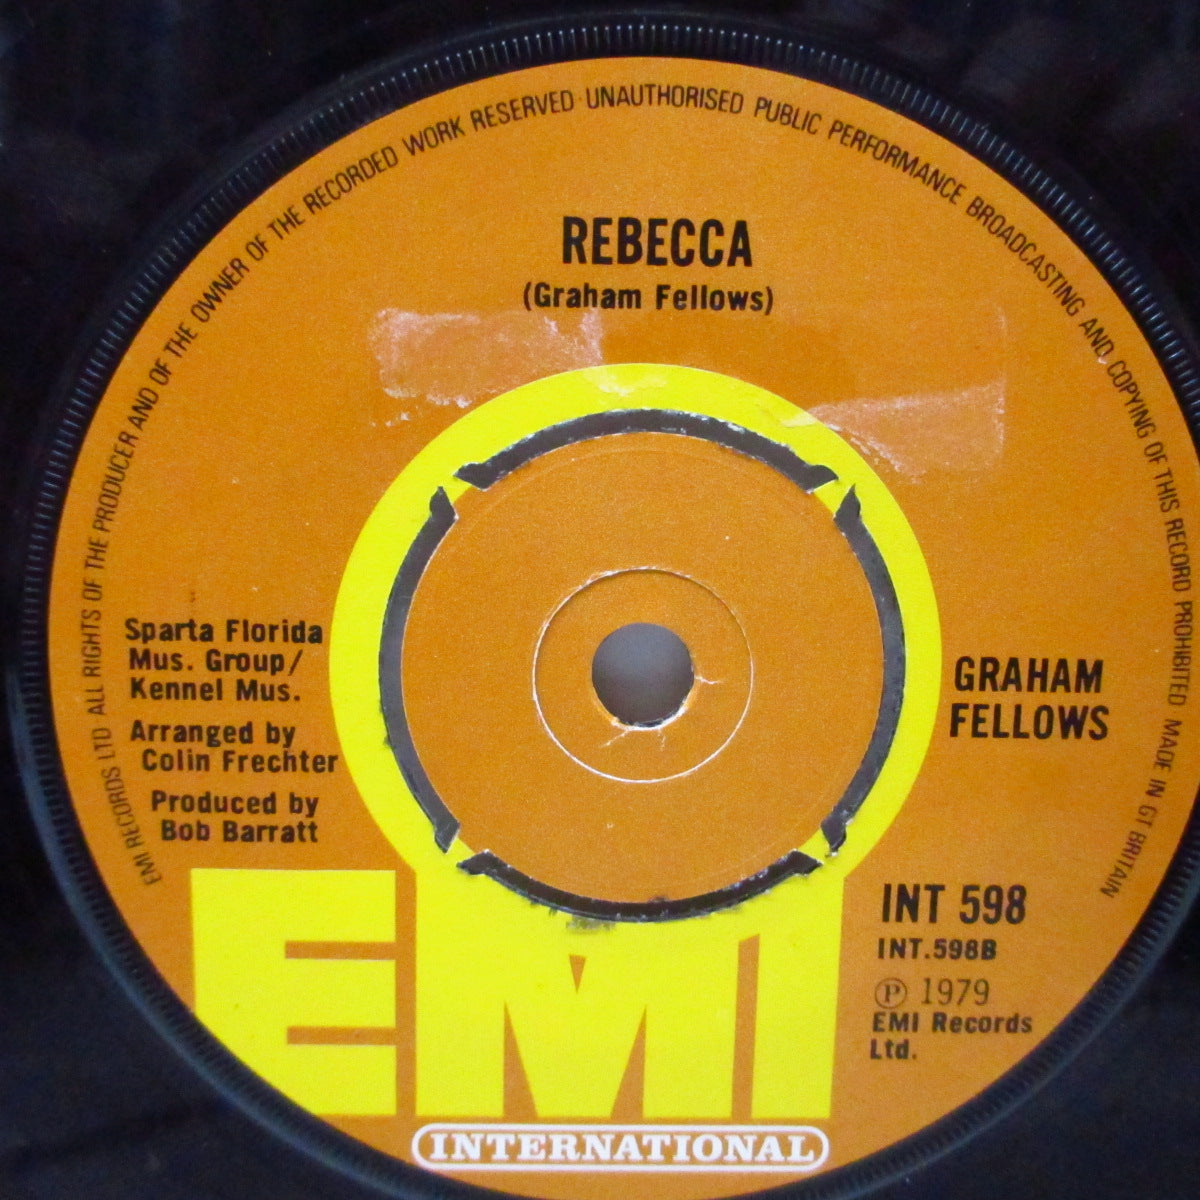 EMI RECORDS LTD ALL RIGHTS OF THE PRODUCER AND OF THE OWNER OF THE RECORDED WORK RESERVED · UNAUTHORISED PUBLIC PERFORMANCE BROADCASTING AND COPYING OF THIS RECORD PROHIBITED MADE IN GT BRITAIN
REBECCA
(Graham Fellows)
Sparta Florida
Mus. Group/
Kennel Mus.
Arranged by
Colin Frechter
Produced by
Bob Barratt
GRAHAM
FELLOWS
INT 598
INT.598B
Ⓟ 1979
EMI Records
Ltd.
EMI
INTERNATIONAL